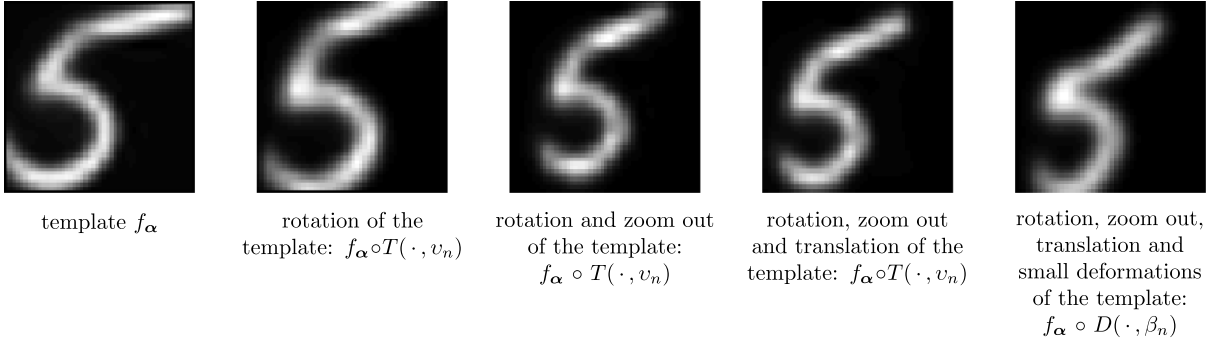 template f_α
rotation of the
template: f_α∘T(·, υ_n)
rotation and zoom out
of the template:
f_α ∘ T(·, υ_n)
rotation, zoom out
and translation of the
template: f_α∘T(·, υ_n)
rotation, zoom out,
translation and
small deformations
of the template:
f_α ∘ D(·, β_n)